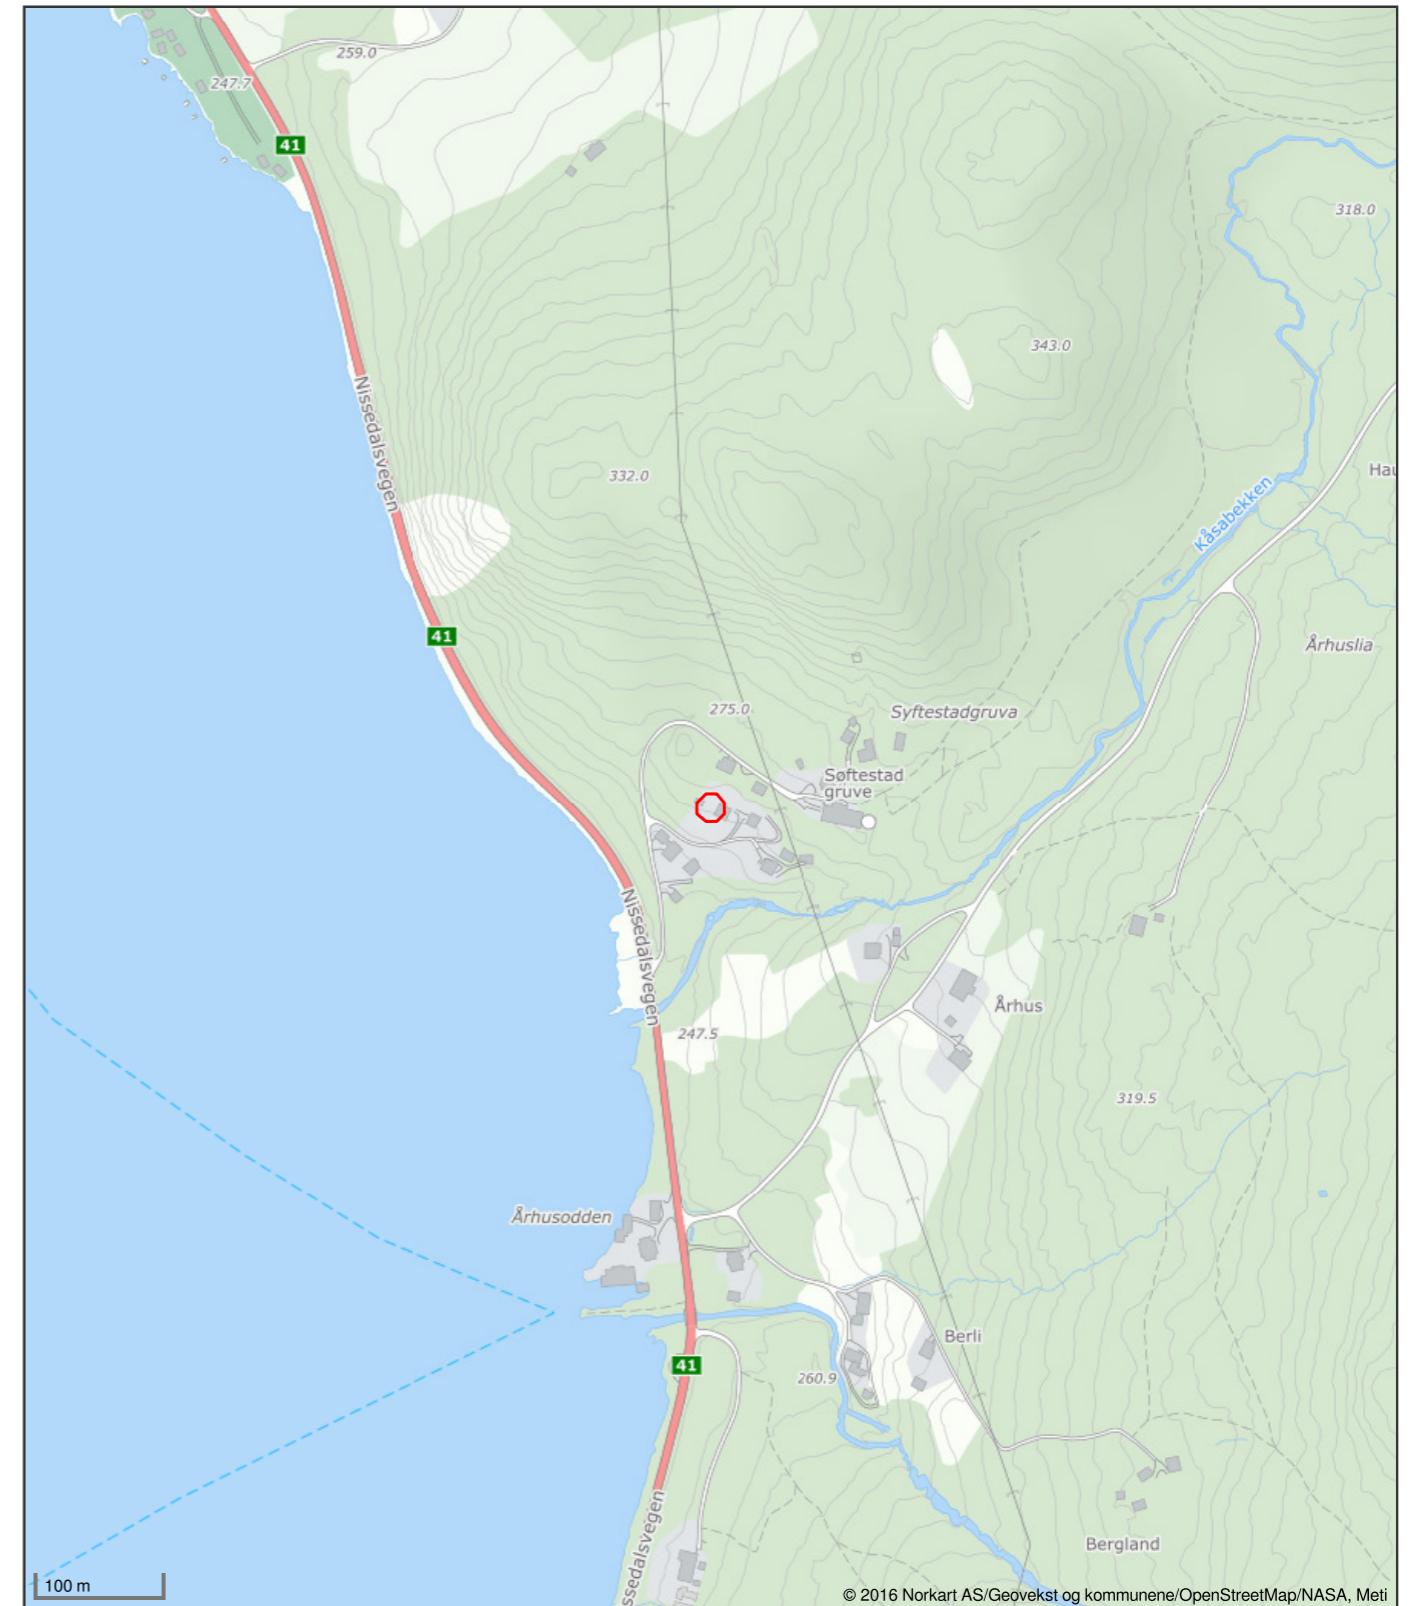 259.0
247.7
41
318.0
343.0
Nissedalsvegen
Hau
332.0
Kåsabekken
41
Århuslia
275.0
Syftestadgruva
Søftestad
gruve
Nissedalsvegen
Århus
247.5
319.5
Århusodden
Berli
41
260.9
Bergland
ssedalsvegen
100 m
© 2016 Norkart AS/Geovekst og kommunene/OpenStreetMap/NASA, Meti